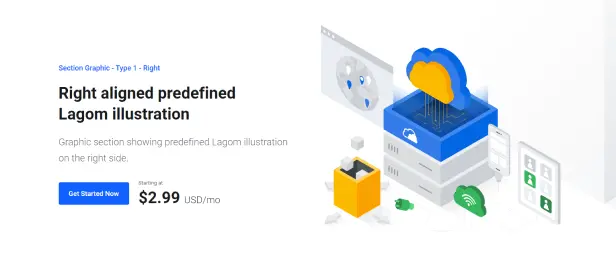 Section Graphic - Type 1 - Right
Right aligned predefined
Lagom illustration
Graphic section showing predefined Lagom illustration
on the right side.
Get Started Now
Starting at
$2.99 USD/mo